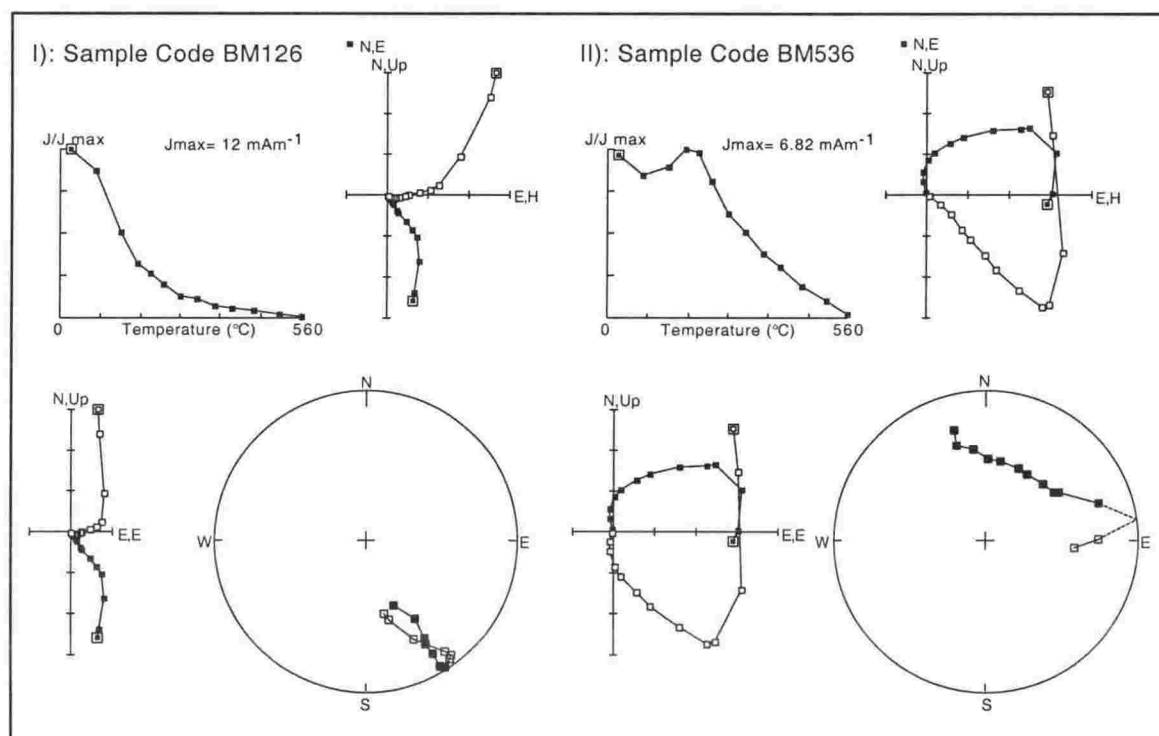 I): Sample Code BM126
N,E
N,Up
J/J max
Jmax= 12 mAm-1
E,H
0
Temperature (°C)
560
N,Up
E,E
N
W
E
S
II): Sample Code BM536
N,E
N,Up
J/J max
Jmax= 6.82 mAm-1
E,H
0
Temperature (°C)
560
N,Up
E,E
N
W
E
S